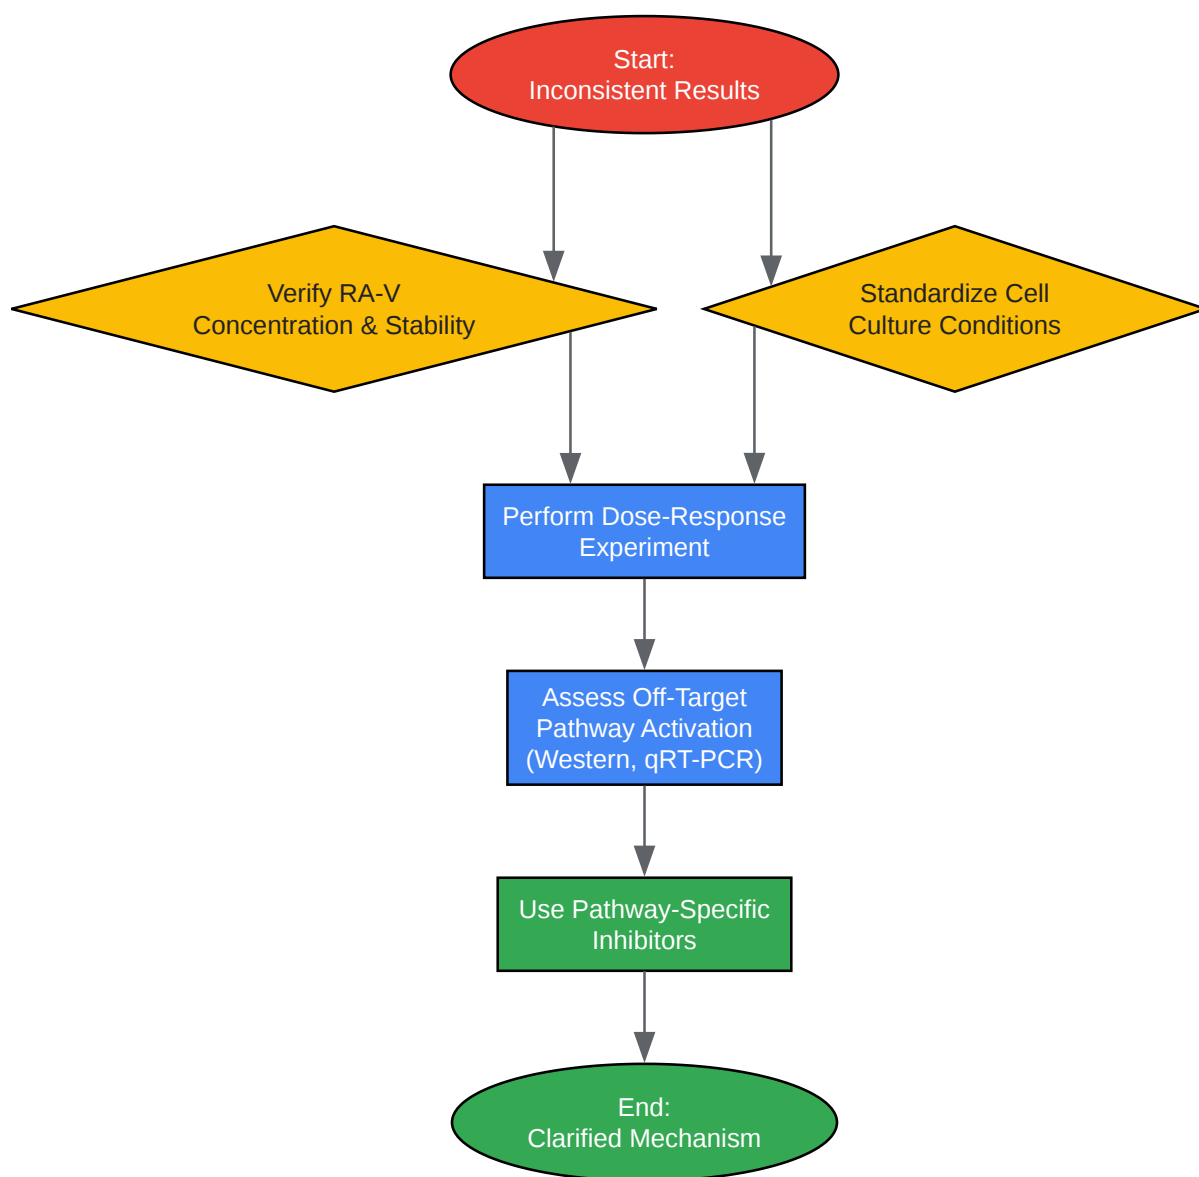 Start:
Inconsistent Results
Verify RA-V
Concentration & Stability
Standardize Cell
Culture Conditions
Perform Dose-Response
Experiment
Assess Off-Target
Pathway Activation
(Western, qRT-PCR)
Use Pathway-Specific
Inhibitors
End:
Clarified Mechanism